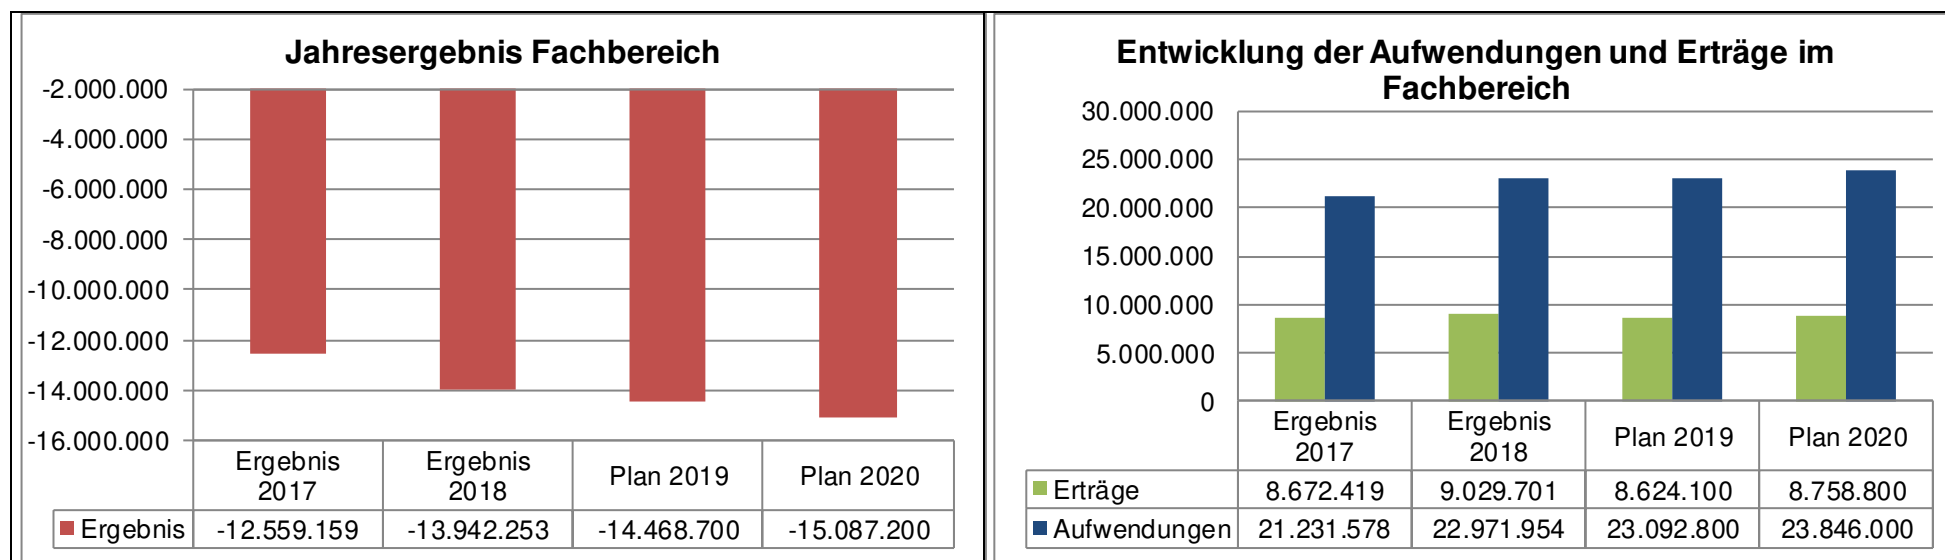 Jahresergebnis Fachbereich
-2.000.000
-4.000.000
-6.000.000
-8.000.000
-10.000.000
-12.000.000
-14.000.000
-16.000.000
Ergebnis 2017 Ergebnis 2018 Plan 2019 Plan 2020
Ergebnis -12.559.159 -13.942.253 -14.468.700 -15.087.200
Entwicklung der Aufwendungen und Erträge im
Fachbereich
30.000.000
25.000.000
20.000.000
15.000.000
10.000.000
5.000.000
0
Ergebnis 2017 Ergebnis 2018 Plan 2019 Plan 2020
Erträge 8.672.419 9.029.701 8.624.100 8.758.800
Aufwendungen 21.231.578 22.971.954 23.092.800 23.846.000